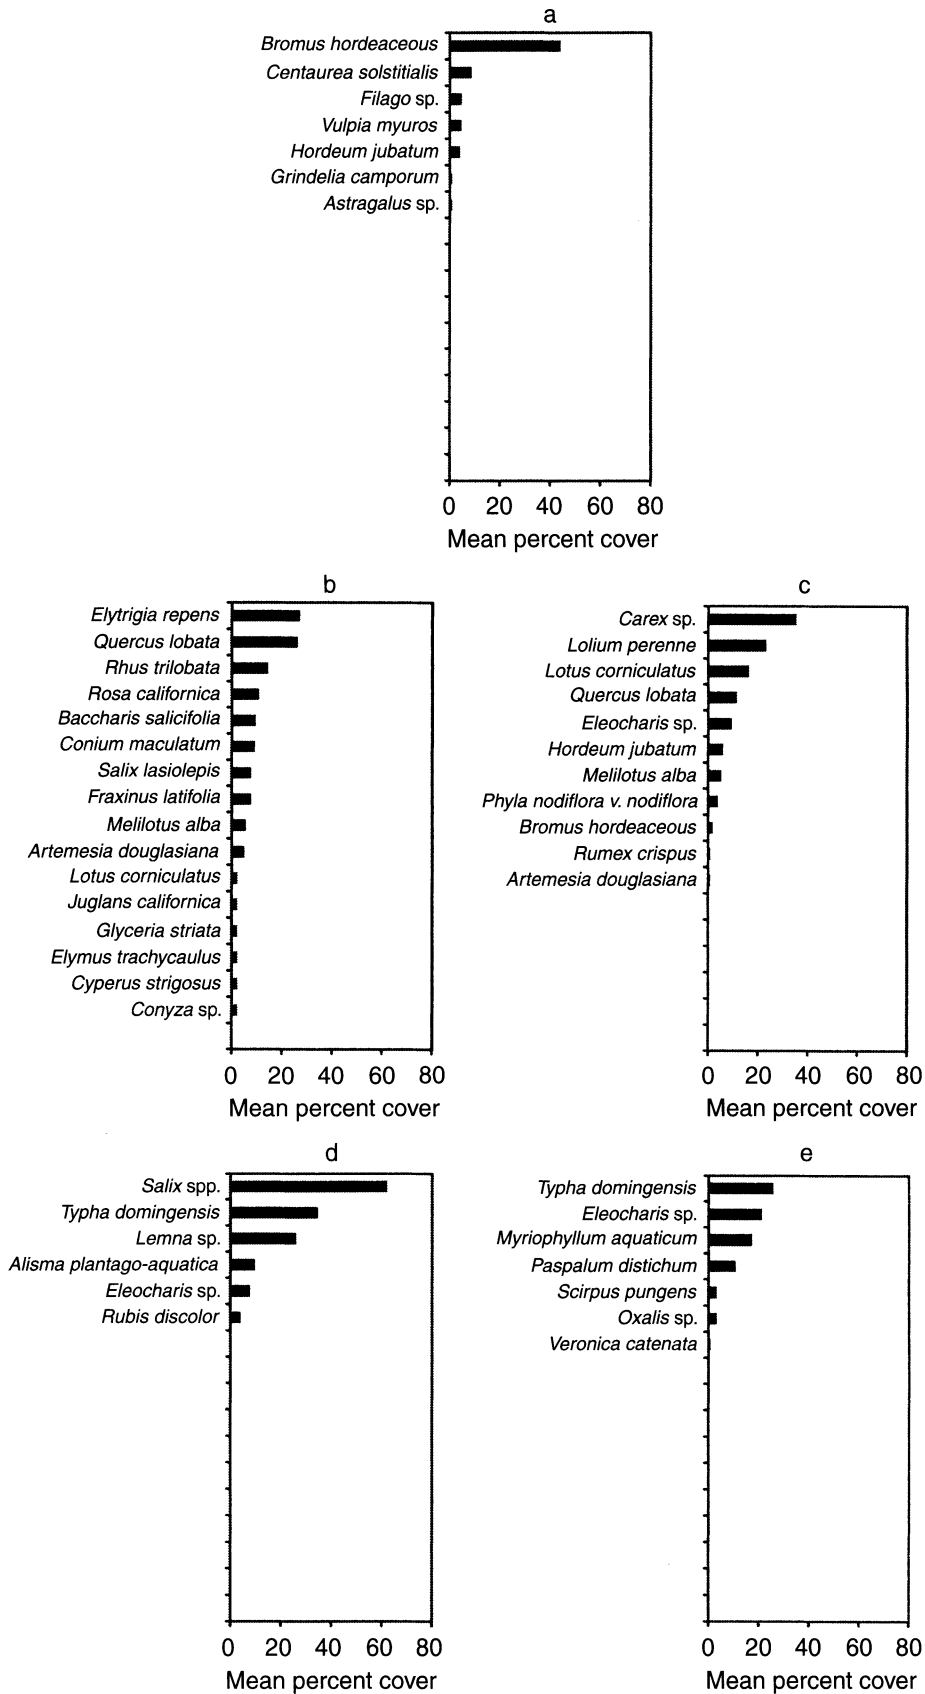 a
Bromus hordeaceous
Centaurea solstitialis
Filago sp.
Vulpia myuros
Hordeum jubatum
Grindelia camporum
Astragalus sp.
0 20 40 60 80
Mean percent cover
b
Elytrigia repens
Quercus lobata
Rhus trilobata
Rosa californica
Baccharis salicifolia
Conium maculatum
Salix lasiolepis
Fraxinus latifolia
Melilotus alba
Artemesia douglasiana
Lotus corniculatus
Juglans californica
Glyceria striata
Elymus trachycaulus
Cyperus strigosus
Conyza sp.
0 20 40 60 80
Mean percent cover
c
Carex sp.
Lolium perenne
Lotus corniculatus
Quercus lobata
Eleocharis sp.
Hordeum jubatum
Melilotus alba
Phyla nodiflora v. nodiflora
Bromus hordeaceous
Rumex crispus
Artemesia douglasiana
0 20 40 60 80
Mean percent cover
d
Salix spp.
Typha domingensis
Lemna sp.
Alisma plantago-aquatica
Eleocharis sp.
Rubis discolor
0 20 40 60 80
Mean percent cover
e
Typha domingensis
Eleocharis sp.
Myriophyllum aquaticum
Paspalum distichum
Scirpus pungens
Oxalis sp.
Veronica catenata
0 20 40 60 80
Mean percent cover